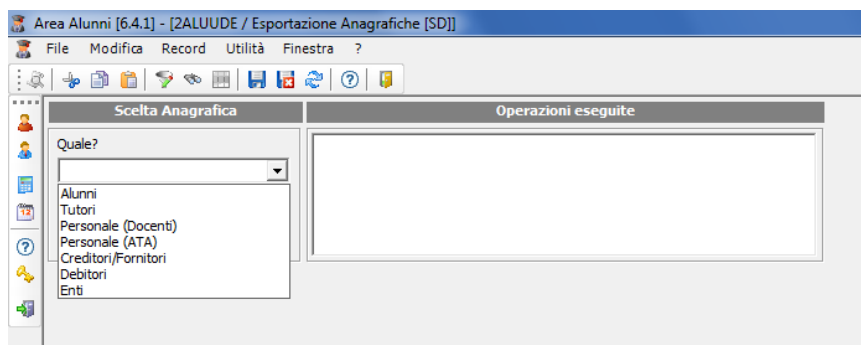 Area Alunni [6.4.1] - [2ALUUDE / Esportazione Anagrafiche [SD]]
File Modifica Record Utilità Finestra ?
Scelta Anagrafica
Operazioni eseguite
Quale?
Alunni
Tutori
Personale (Docenti)
Personale (ATA)
Creditori/Fornitori
Debitori
Enti
12